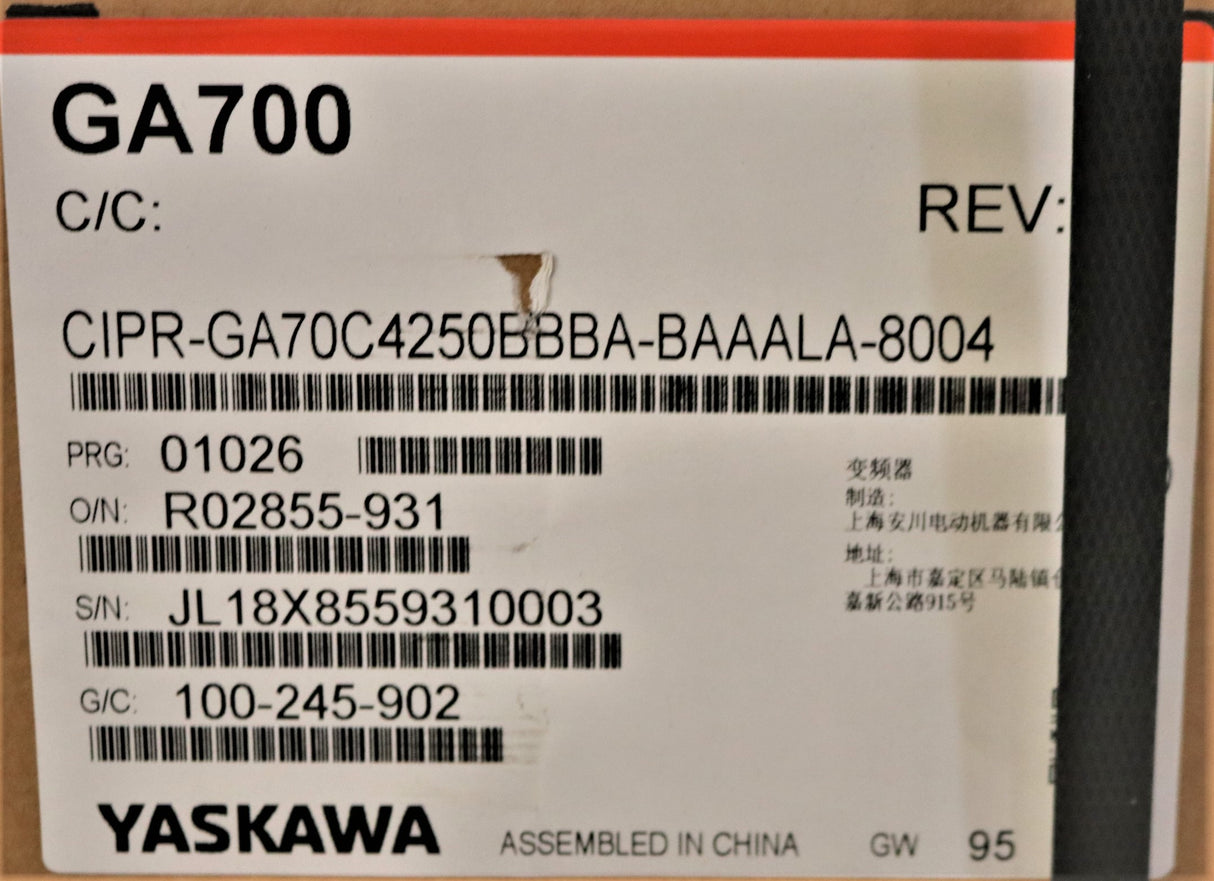 GA700
C/C:
REV:
CIPR-GA70C4250BBBA-BAAALA-8004
PRG: 01026
O/N: R02855-931
S/N: JL18X8559310003
G/C: 100-245-902
变频器
制造:
上海安川电动机器有限公
地址:
上海市嘉定区马陆镇
嘉新公路915号
YASKAWA
ASSEMBLED IN CHINA
GW 95